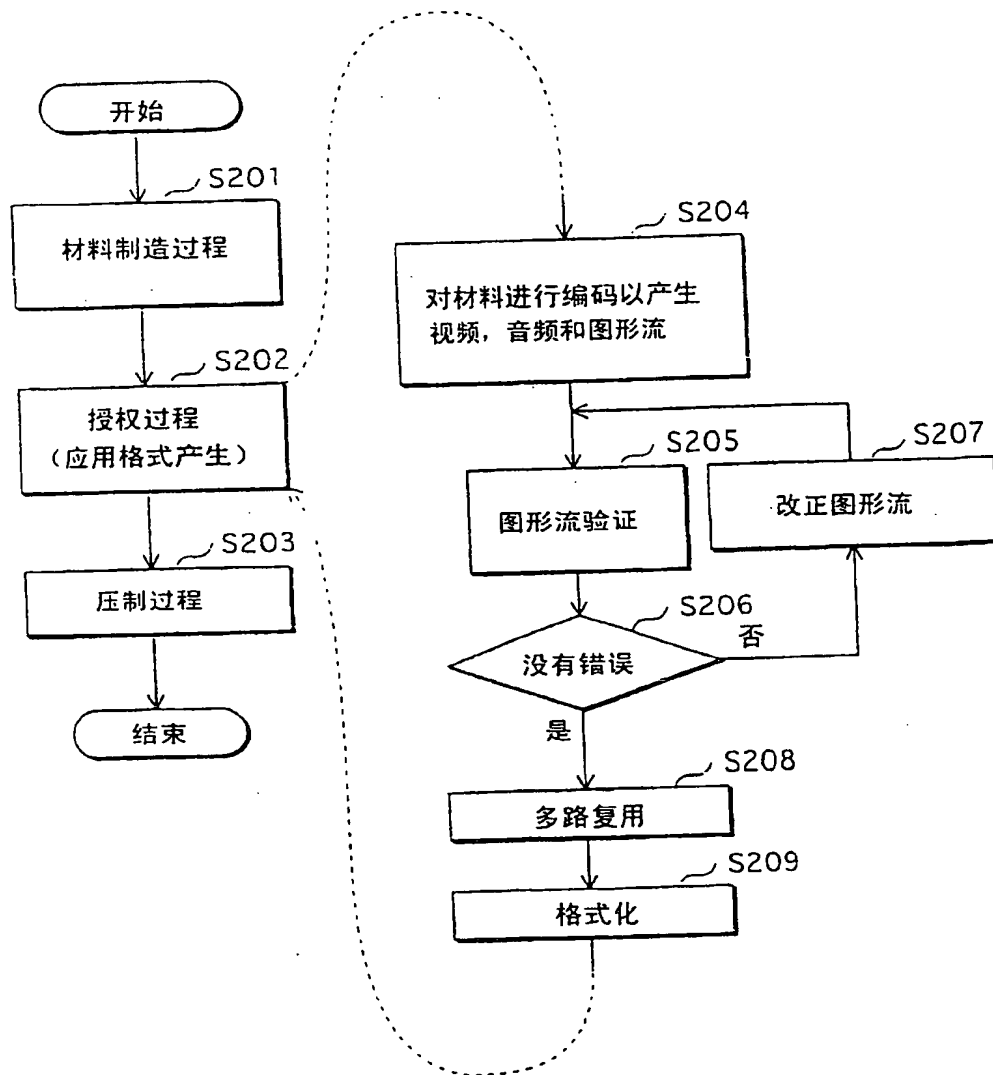 开始
S201
材料制造过程
S202
授权过程
（应用格式产生）
S203
压制过程
结束
S204
对材料进行编码以产生
视频，音频和图形流
S205
图形流验证
S207
改正图形流
S206
没有错误
否
是
S208
多路复用
S209
格式化